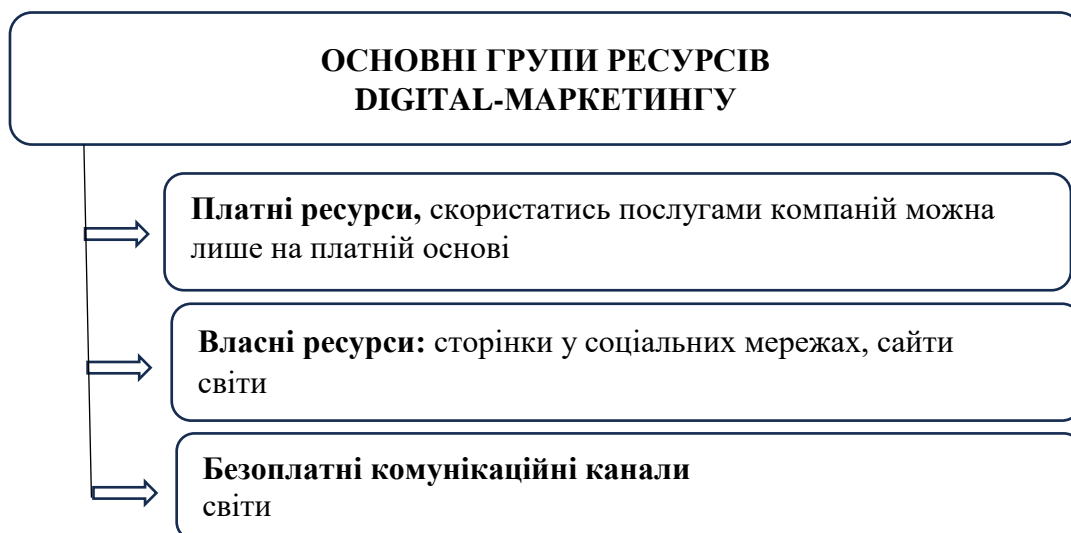 ОСНОВНІ ГРУПИ РЕСУРСІВ
DIGITAL-МАРКЕТИНГУ
Платні ресурси, скористатись послугами компаній можна
лише на платній основі
Власні ресурси: сторінки у соціальних мережах, сайти
світи
Безоплатні комунікаційні канали
світи